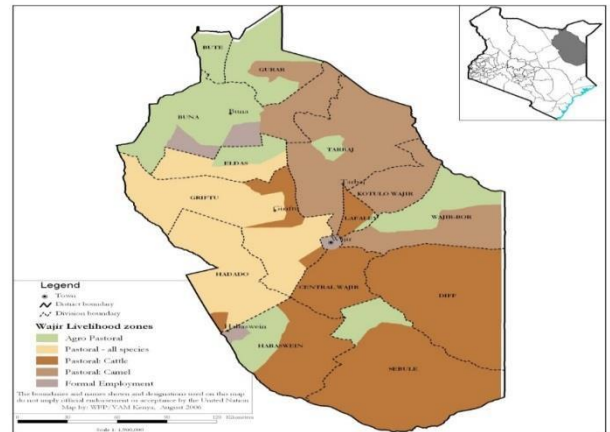 BUTE
GURAR
BUNA
Buna
TARBAJ
ELDAS
Tarbaj
GRIFTU
KOTULO WAJIR
Griftu
LAFALEY
WAJIR-BOR
HADADO
CENTRAL WAJIR
DIFF
Habaswein
HABASWEIN
SEBULE
Legend
Town
District boundary
Division boundary
Wajir Livelihood zones
Agro Pastoral
Pastoral - all species
Pastoral: Cattle
Pastoral: Camel
Formal Employment
The boundaries and names shown and designations used on this map
do not imply official endorsement or acceptance by the United Nation
Map by: WFP/VAM Kenya, August 2006
Kilometers